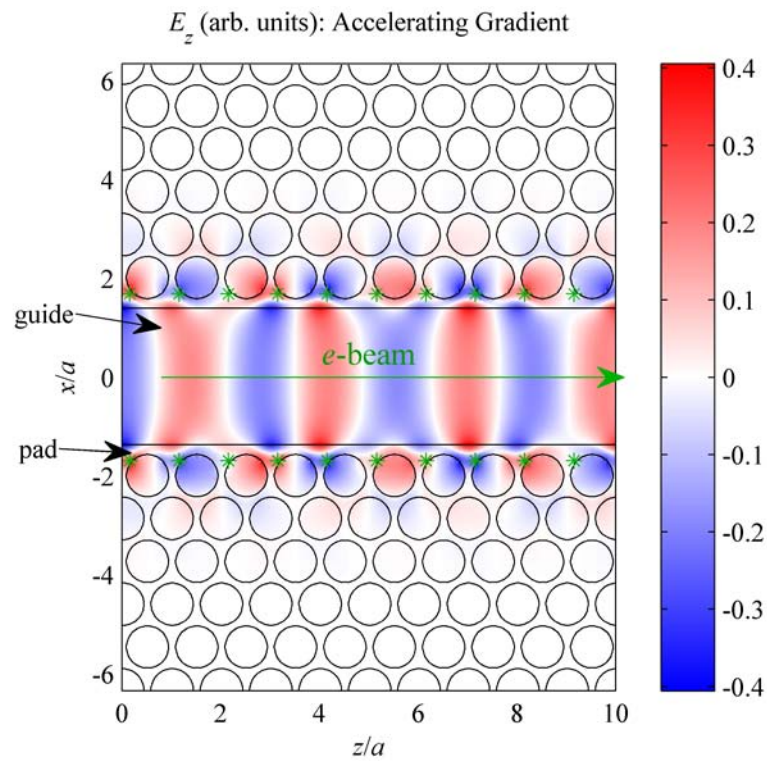 E_z (arb. units): Accelerating Gradient
6
4
2
0
-2
-4
-6
x/a
guide
pad
e-beam
0 2 4 6 8 10
z/a
0.4
0.3
0.2
0.1
0
-0.1
-0.2
-0.3
-0.4